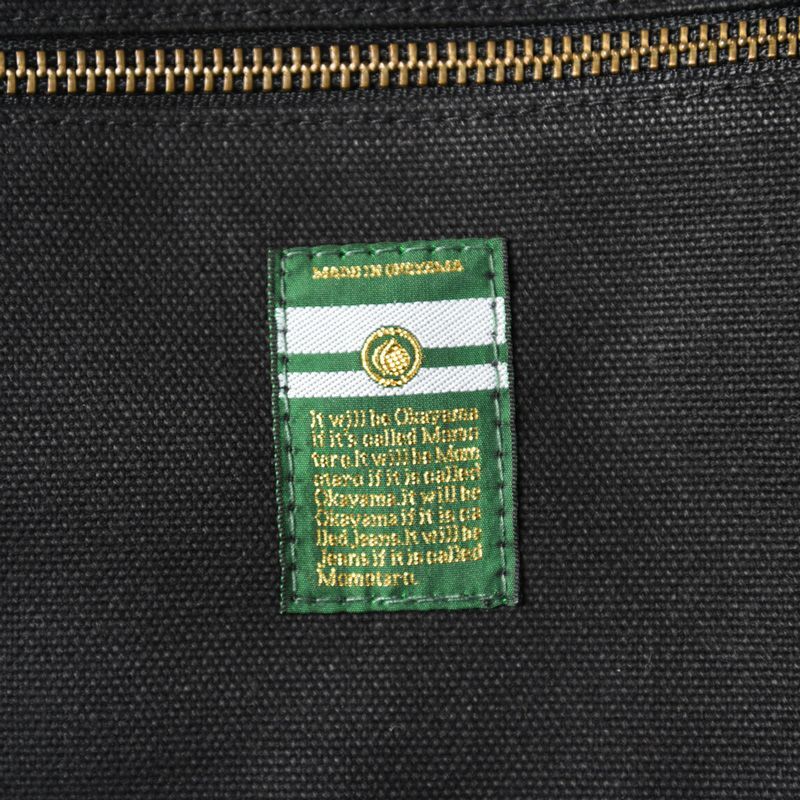 MADE IN OKAYAMA
It will be Okayama
if it's called Momo
taro.It will be Mom
otaro if it is called
Okayama.It will be
Okayama if it is ca
lled Jeans.It will be
Jeans if it is called
Momotaro.